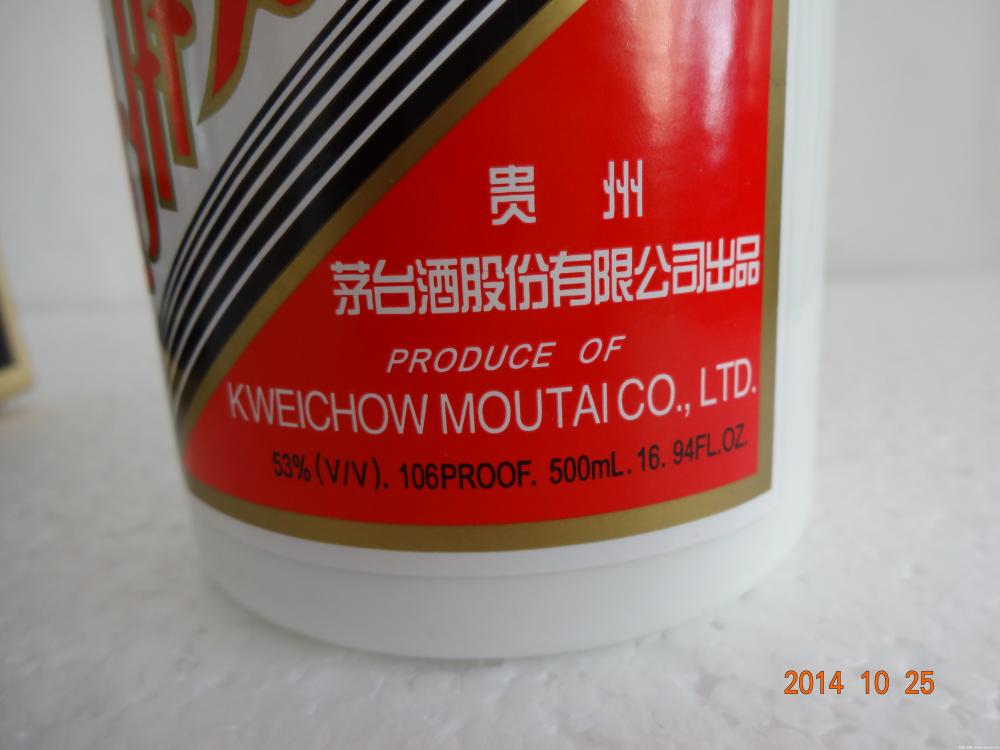 贵州
茅台酒股份有限公司出品
PRODUCE OF
KWEICHOW MOUTAI CO., LTD.
53% (V/V). 106PROOF. 500mL. 16. 94FL.OZ.
2014 10 25